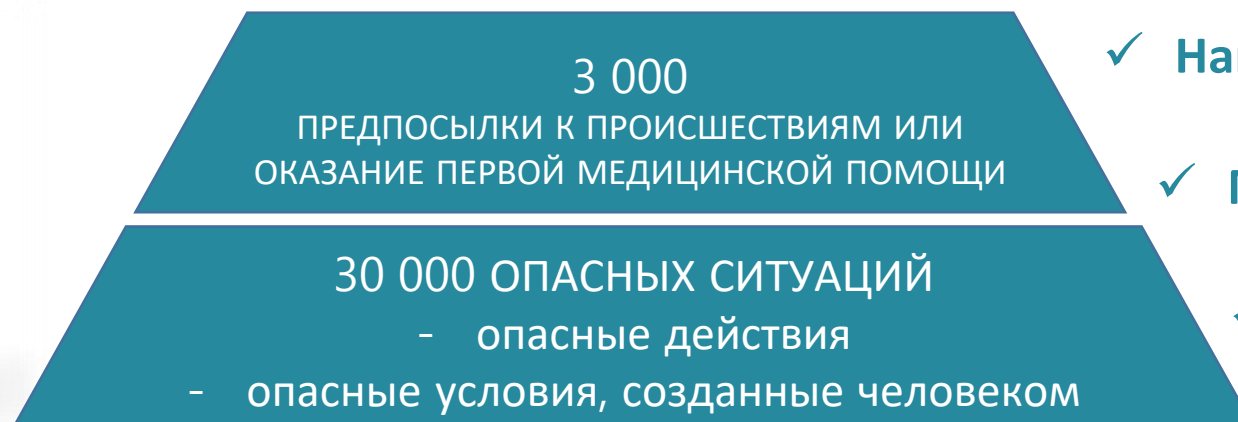 3 000
ПРЕДПОСЫЛКИ К ПРОИСШЕСТВИЯМ ИЛИ
ОКАЗАНИЕ ПЕРВОЙ МЕДИЦИНСКОЙ ПОМОЩИ
30 000 ОПАСНЫХ СИТУАЦИЙ
- опасные действия
- опасные условия, созданные человеком